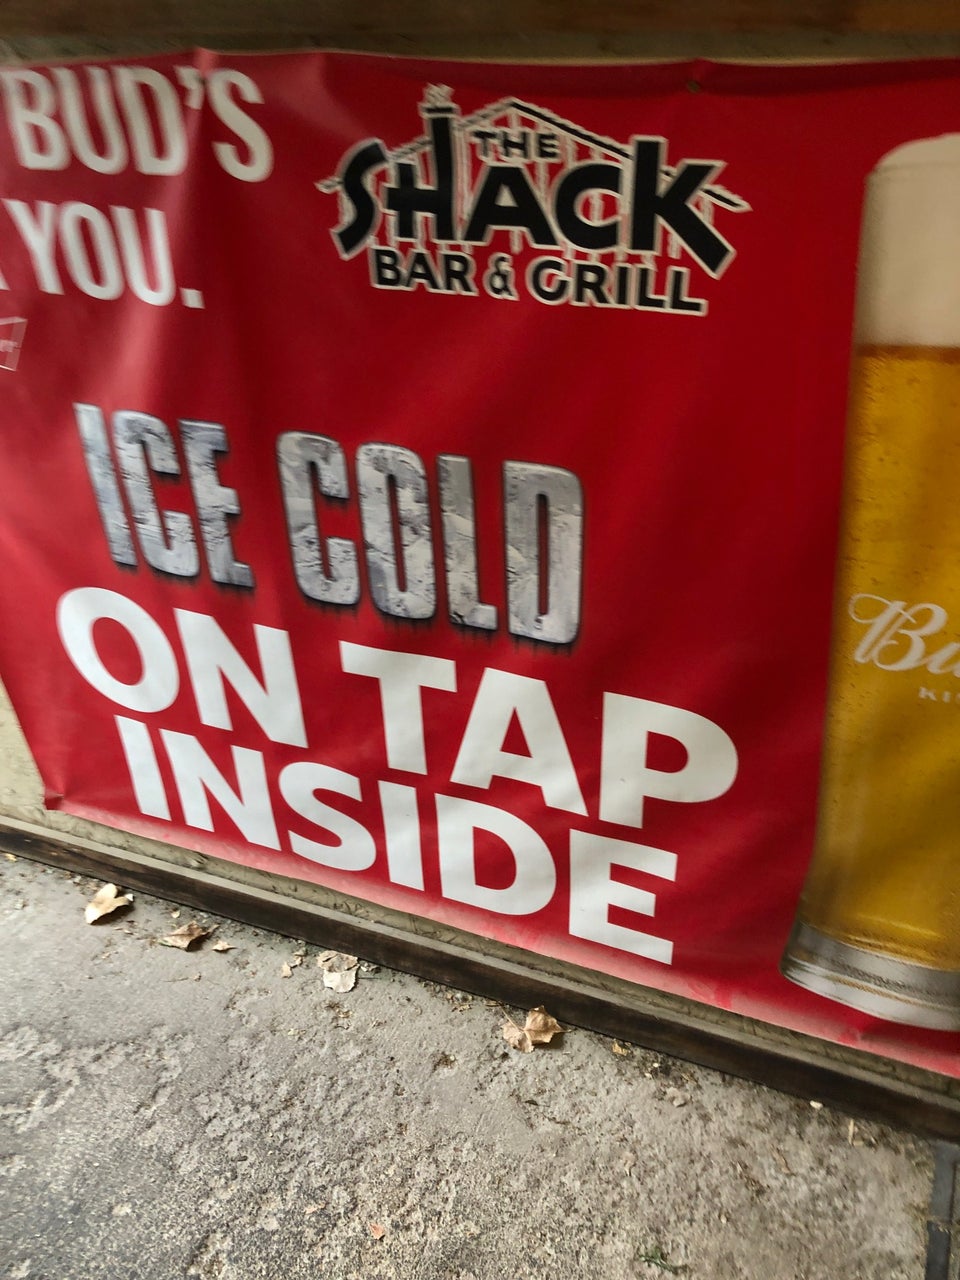 BUD'S
YOU.
THE
SHACK
BAR & GRILL
ICE COLD
ON TAP
INSIDE